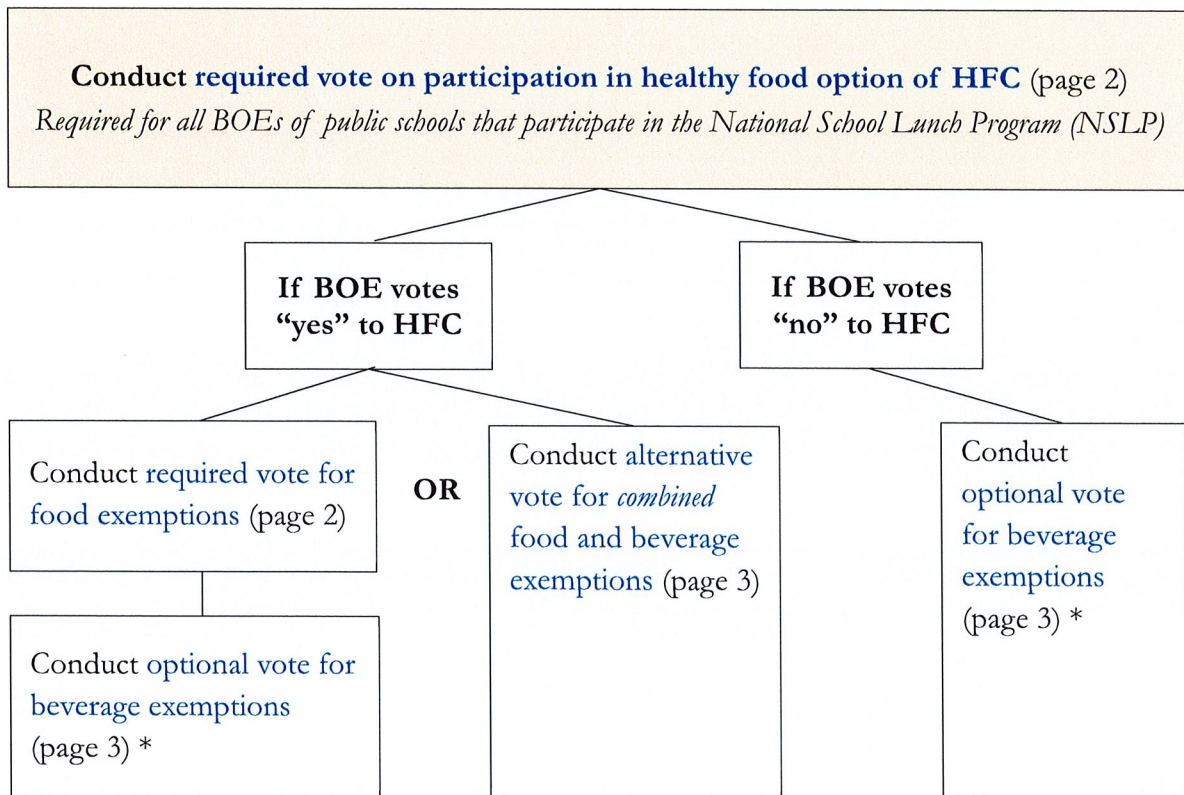 Conduct required vote on participation in healthy food option of HFC (page 2)
Required for all BOEs of public schools that participate in the National School Lunch Program (NSLP)
If BOE votes
“yes” to HFC
If BOE votes
“no” to HFC
Conduct required vote for
food exemptions (page 2)
OR
Conduct alternative
vote for combined
food and beverage
exemptions (page 3)
Conduct
optional vote
for beverage
exemptions
(page 3) *
Conduct optional vote for
beverage exemptions
(page 3) *